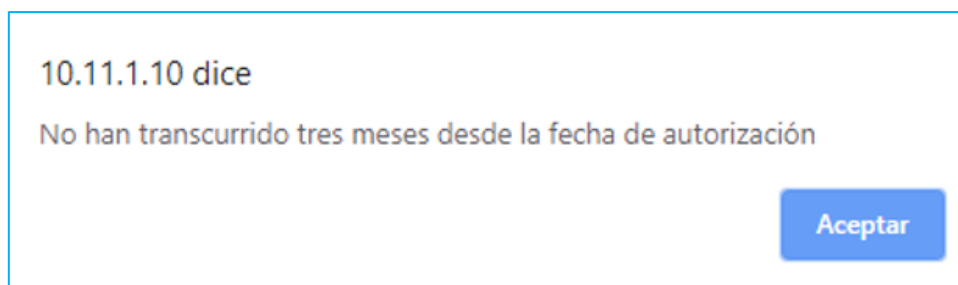 10.11.1.10 dice
No han transcurrido tres meses desde la fecha de autorización
Aceptar